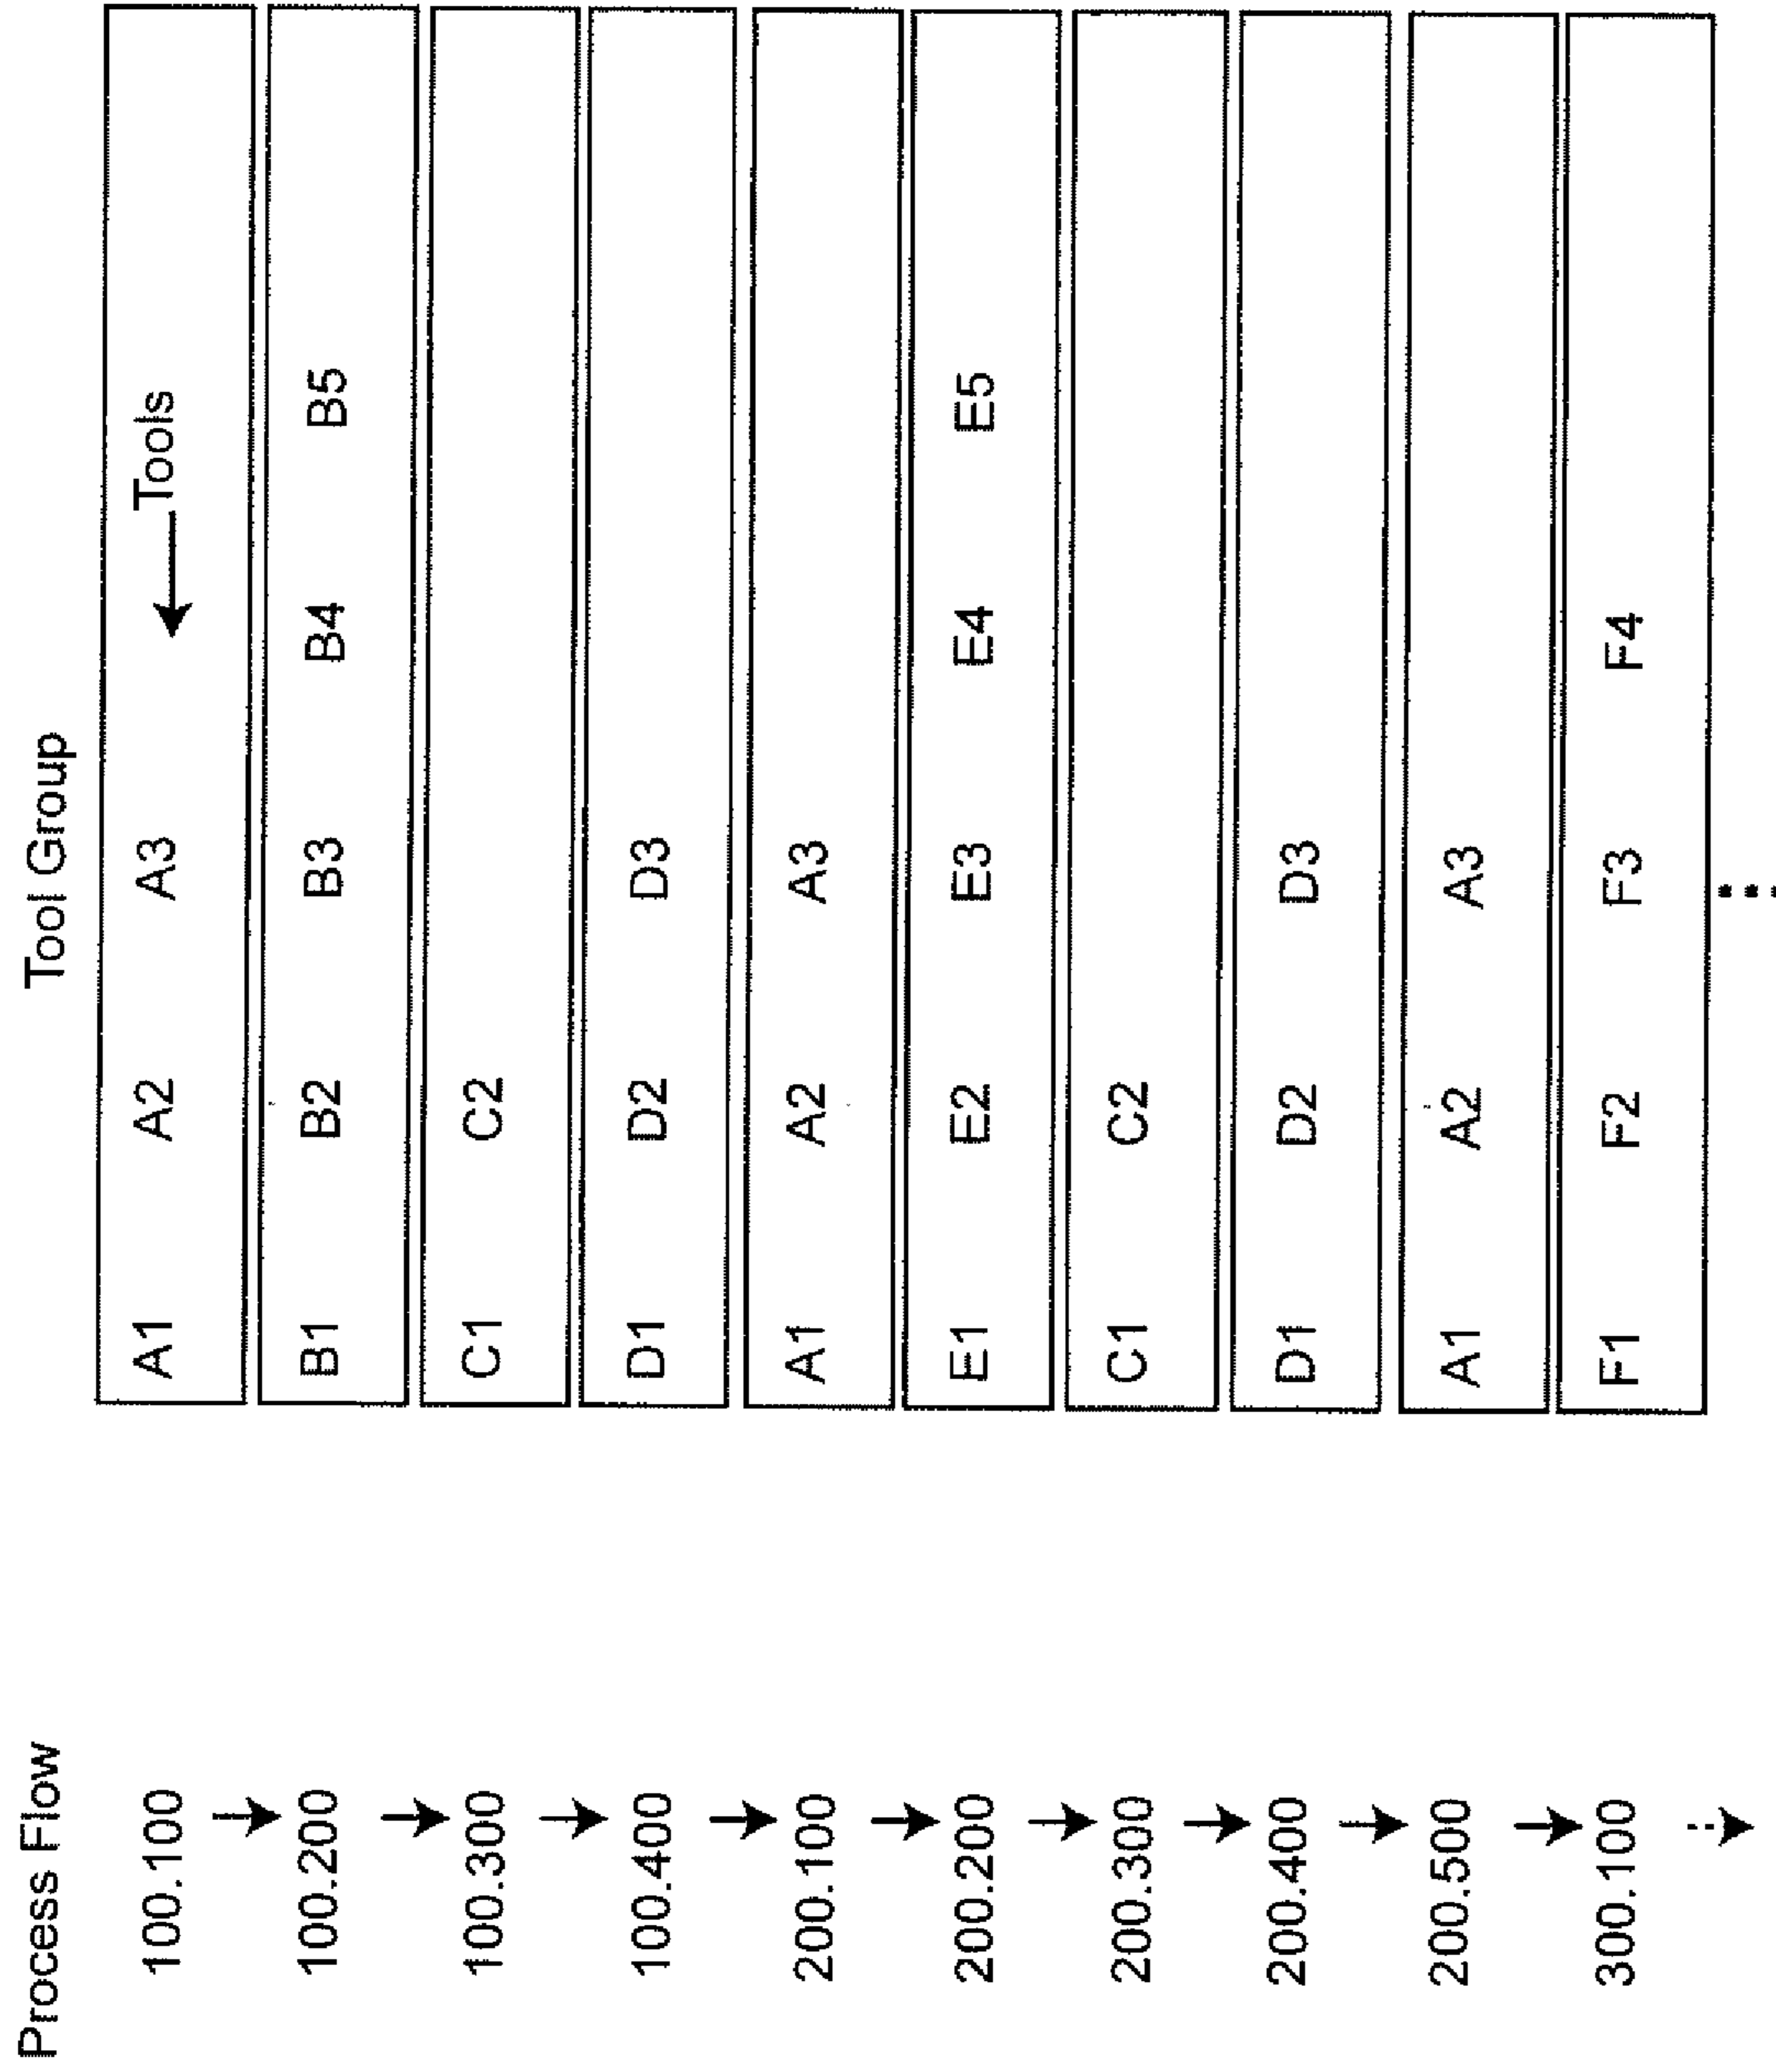 Process Flow Tool Group
100.100 A1 A2 A3 Tools
100.200 B1 B2 B3 B4 B5
100.300 C1 C2
100.400 D1 D2 D3
200.100 A1 A2 A3
200.200 E1 E2 E3 E4 E5
200.300 C1 C2
200.400 D1 D2 D3
200.500 A1 A2 A3
300.100 F1 F2 F3 F4